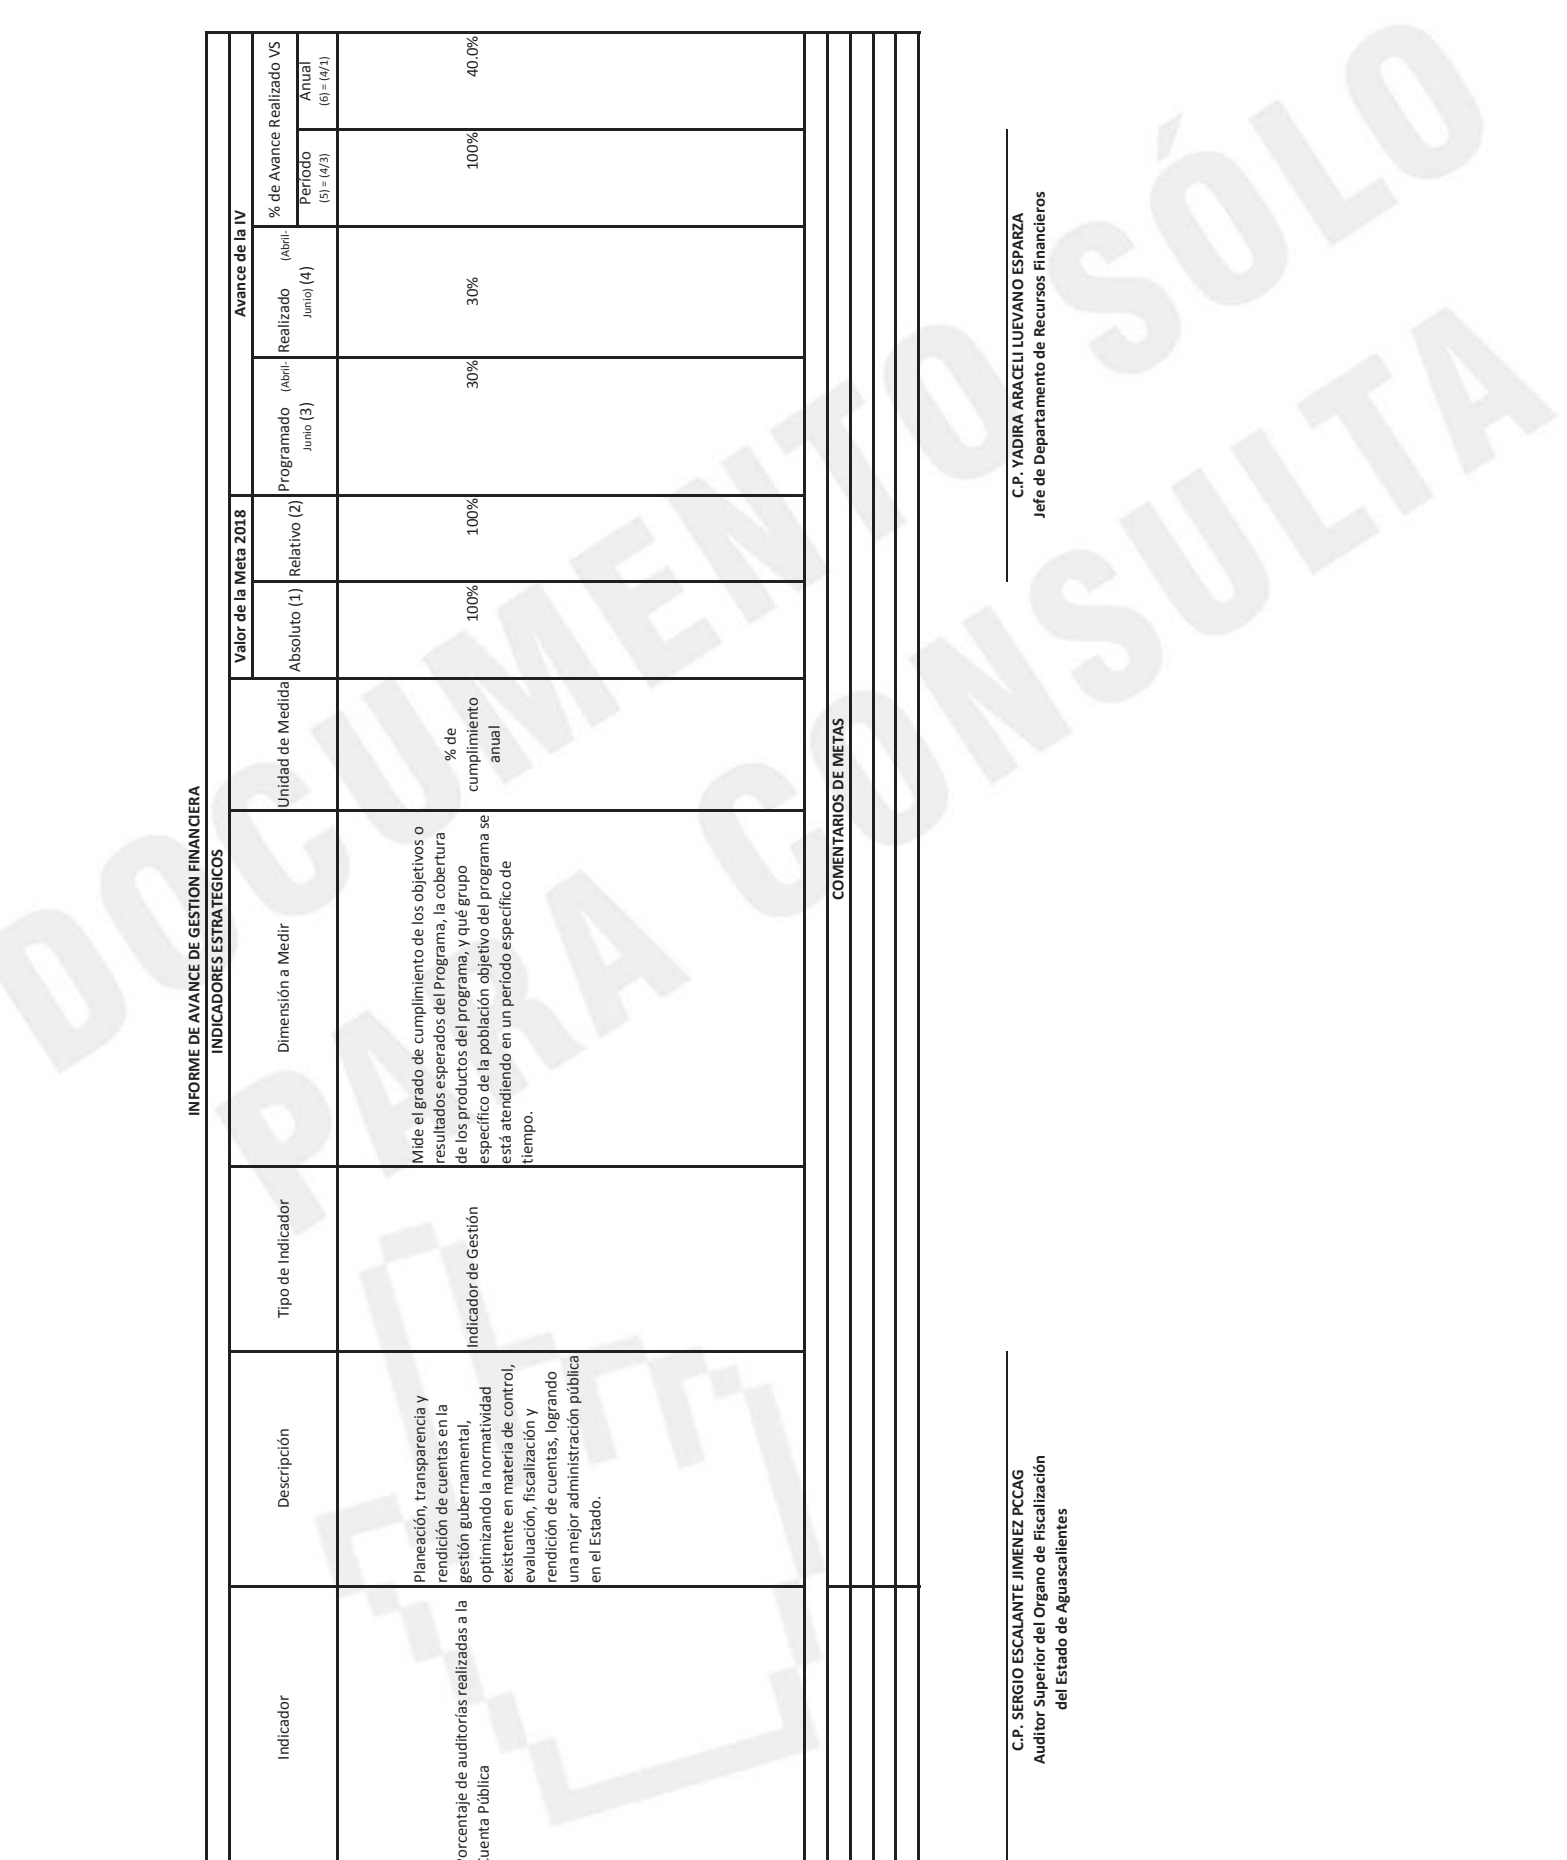 INFORME DE AVANCE DE GESTION FINANCIERA
INDICADORES ESTRATEGICOS
Indicador
Descripción
Tipo de Indicador
Dimensión a Medir
Unidad de Medida
Valor de la Meta 2018
Absoluto (1)
Relativo (2)
Avance de la IV
Programado (Abril-
Junio (3)
Realizado (Abril-
Junio) (4)
% de Avance Realizado VS
Período
(5) = (4/3)
Anual
(6) = (4/1)
orcentaje de auditorías realizadas a la
uenta Pública
Planeación, transparencia y
rendición de cuentas en la
gestión gubernamental,
optimizando la normatividad
existente en materia de control,
evaluación, fiscalización y
rendición de cuentas, logrando
una mejor administración pública
en el Estado.
Indicador de Gestión
Mide el grado de cumplimiento de los objetivos o
resultados esperados del Programa, la cobertura
de los productos del programa, y qué grupo
específico de la población objetivo del programa se
está atendiendo en un período específico de
tiempo.
% de
cumplimiento
anual
100%
100%
30%
30%
100%
40.0%
COMENTARIOS DE METAS
C.P. SERGIO ESCALANTE JIMENEZ PCCAG
Auditor Superior del Organo de Fiscalización
del Estado de Aguascalientes
C.P. YADIRA ARACELI LUEVANO ESPARZA
Jefe de Departamento de Recursos Financieros
DOCUMENTO SÓLO
PARA CONSULTA